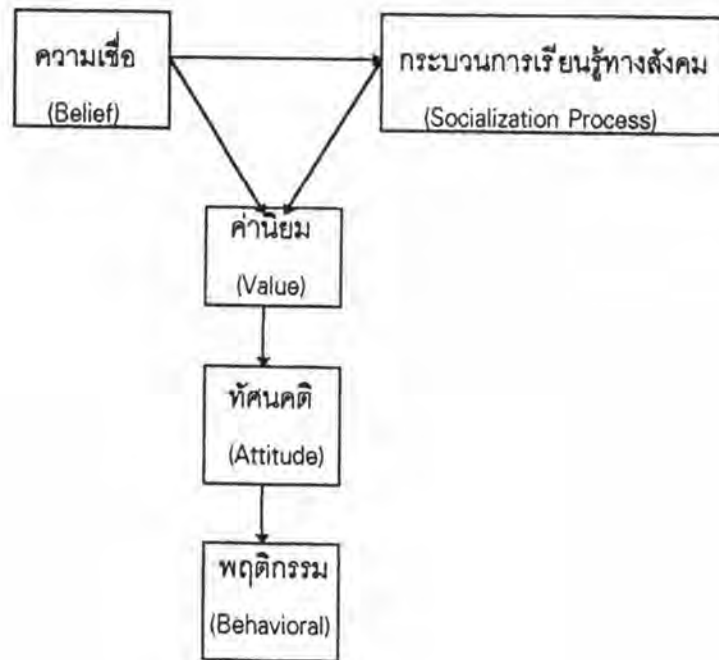 ความเชื่อ
(Belief)
กระบวนการเรียนรู้ทางสังคม
(Socialization Process)
ค่านิยม
(Value)
ทัศนคติ
(Attitude)
พฤติกรรม
(Behavioral)